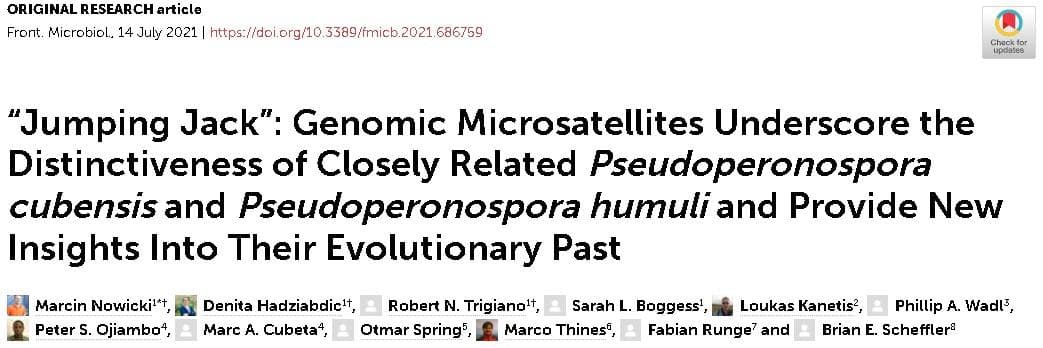 ORIGINAL RESEARCH article
Front. Microbiol., 14 July 2021 | https://doi.org/10.3389/fmicb.2021.686759
Check for
updates
“Jumping Jack”: Genomic Microsatellites Underscore the
Distinctiveness of Closely Related Pseudoperonospora
cubensis and Pseudoperonospora humuli and Provide New
Insights Into Their Evolutionary Past
Marcin Nowicki1*†, Denita Hadziabdic1†, Robert N. Trigiano1†, Sarah L. Boggess1, Loukas Kanetis2, Phillip A. Wadl3,
Peter S. Ojiambo4, Marc A. Cubeta4, Otmar Spring5, Marco Thines6, Fabian Runge7 and Brian E. Scheffler8